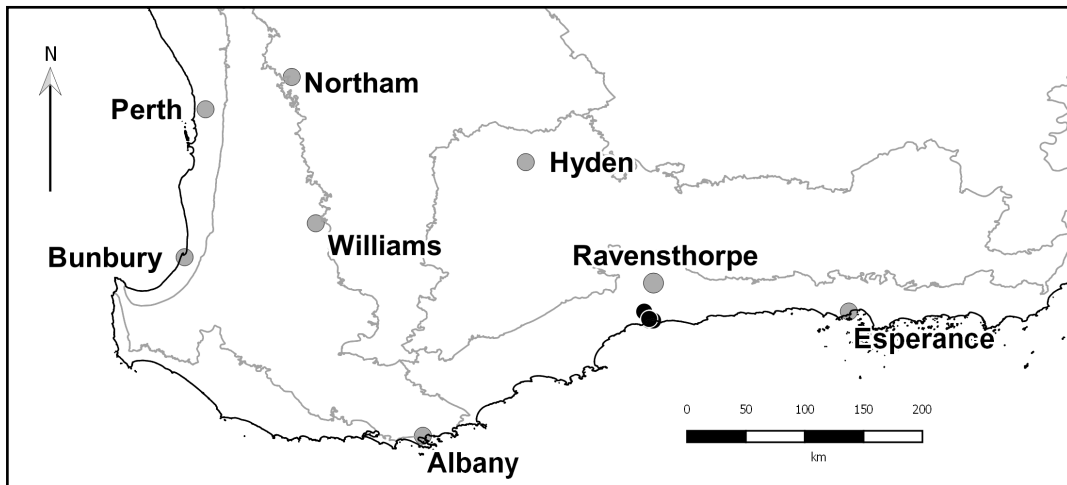 N
Northam
Perth
Hyden
Williams
Bunbury
Ravensthorpe
Esperance
0 50 100 150 200
km
Albany